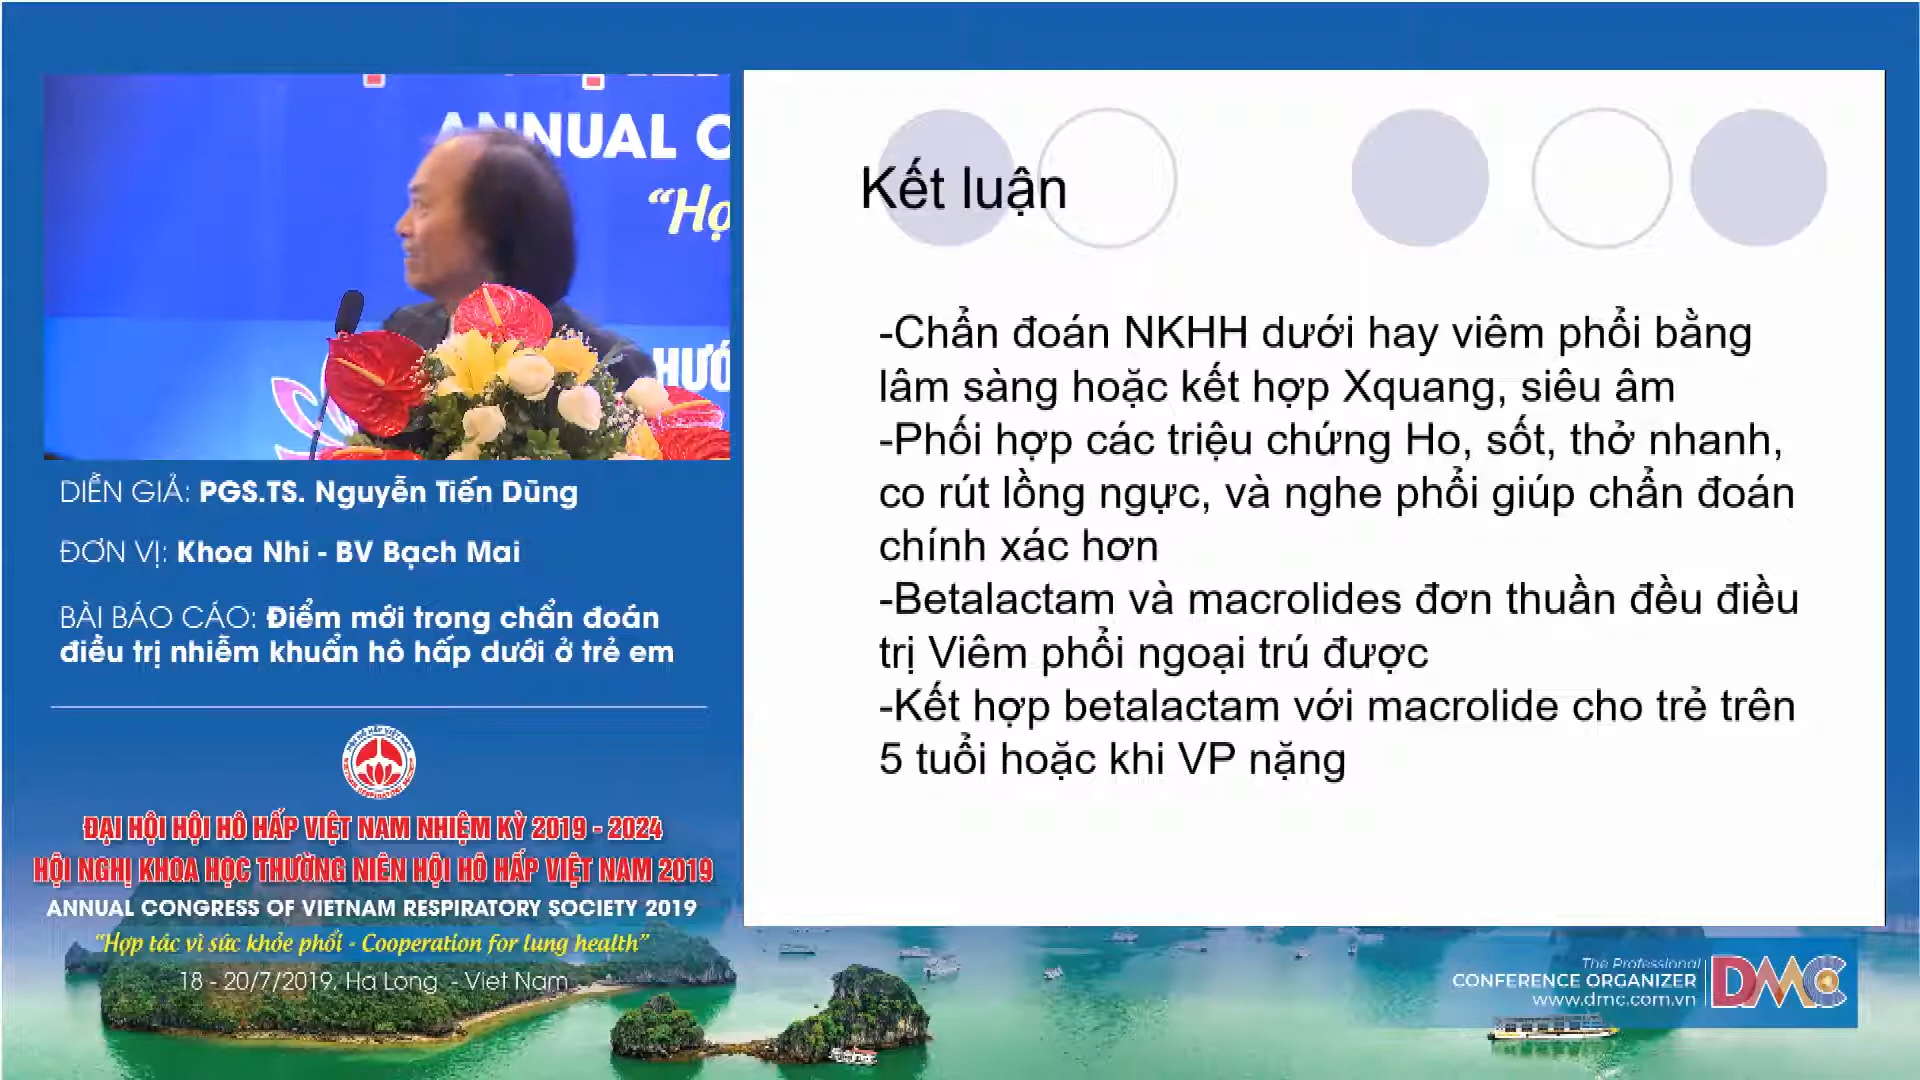 ANNUAL C
“Họ
HƯỚ
DIỄN GIẢ: PGS.TS. Nguyễn Tiến Dũng
ĐƠN VỊ: Khoa Nhi - BV Bạch Mai
BÀI BÁO CÁO: Điểm mới trong chẩn đoán
điều trị nhiễm khuẩn hô hấp dưới ở trẻ em
ĐẠI HỘI HỘI HÔ HẤP VIỆT NAM NHIỆM KỲ 2019 - 2024
HỘI NGHỊ KHOA HỌC THƯỜNG NIÊN HỘI HÔ HẤP VIỆT NAM 2019
ANNUAL CONGRESS OF VIETNAM RESPIRATORY SOCIETY 2019
“Hợp tác vì sức khỏe phổi - Cooperation for lung health”
18 - 20/7/2019, Ha Long - Viet Nam
Kết luận
-Chẩn đoán NKHH dưới hay viêm phổi bằng
lâm sàng hoặc kết hợp Xquang, siêu âm
-Phối hợp các triệu chứng Ho, sốt, thở nhanh,
co rút lồng ngực, và nghe phổi giúp chẩn đoán
chính xác hơn
-Betalactam và macrolides đơn thuần đều điều
trị Viêm phổi ngoại trú được
-Kết hợp betalactam với macrolide cho trẻ trên
5 tuổi hoặc khi VP nặng
The Professional
CONFERENCE ORGANIZER
www.dmc.com.vn
DMC